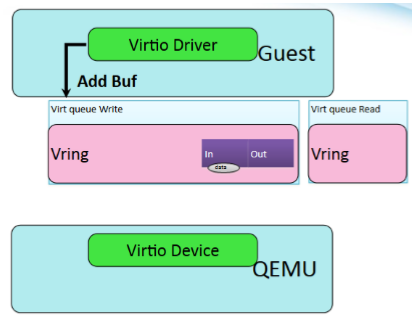 Virtio Driver
Guest
Add Buf
Virt queue Write
Virt queue Read
Vring
In
Out
data
Vring
Virtio Device
QEMU